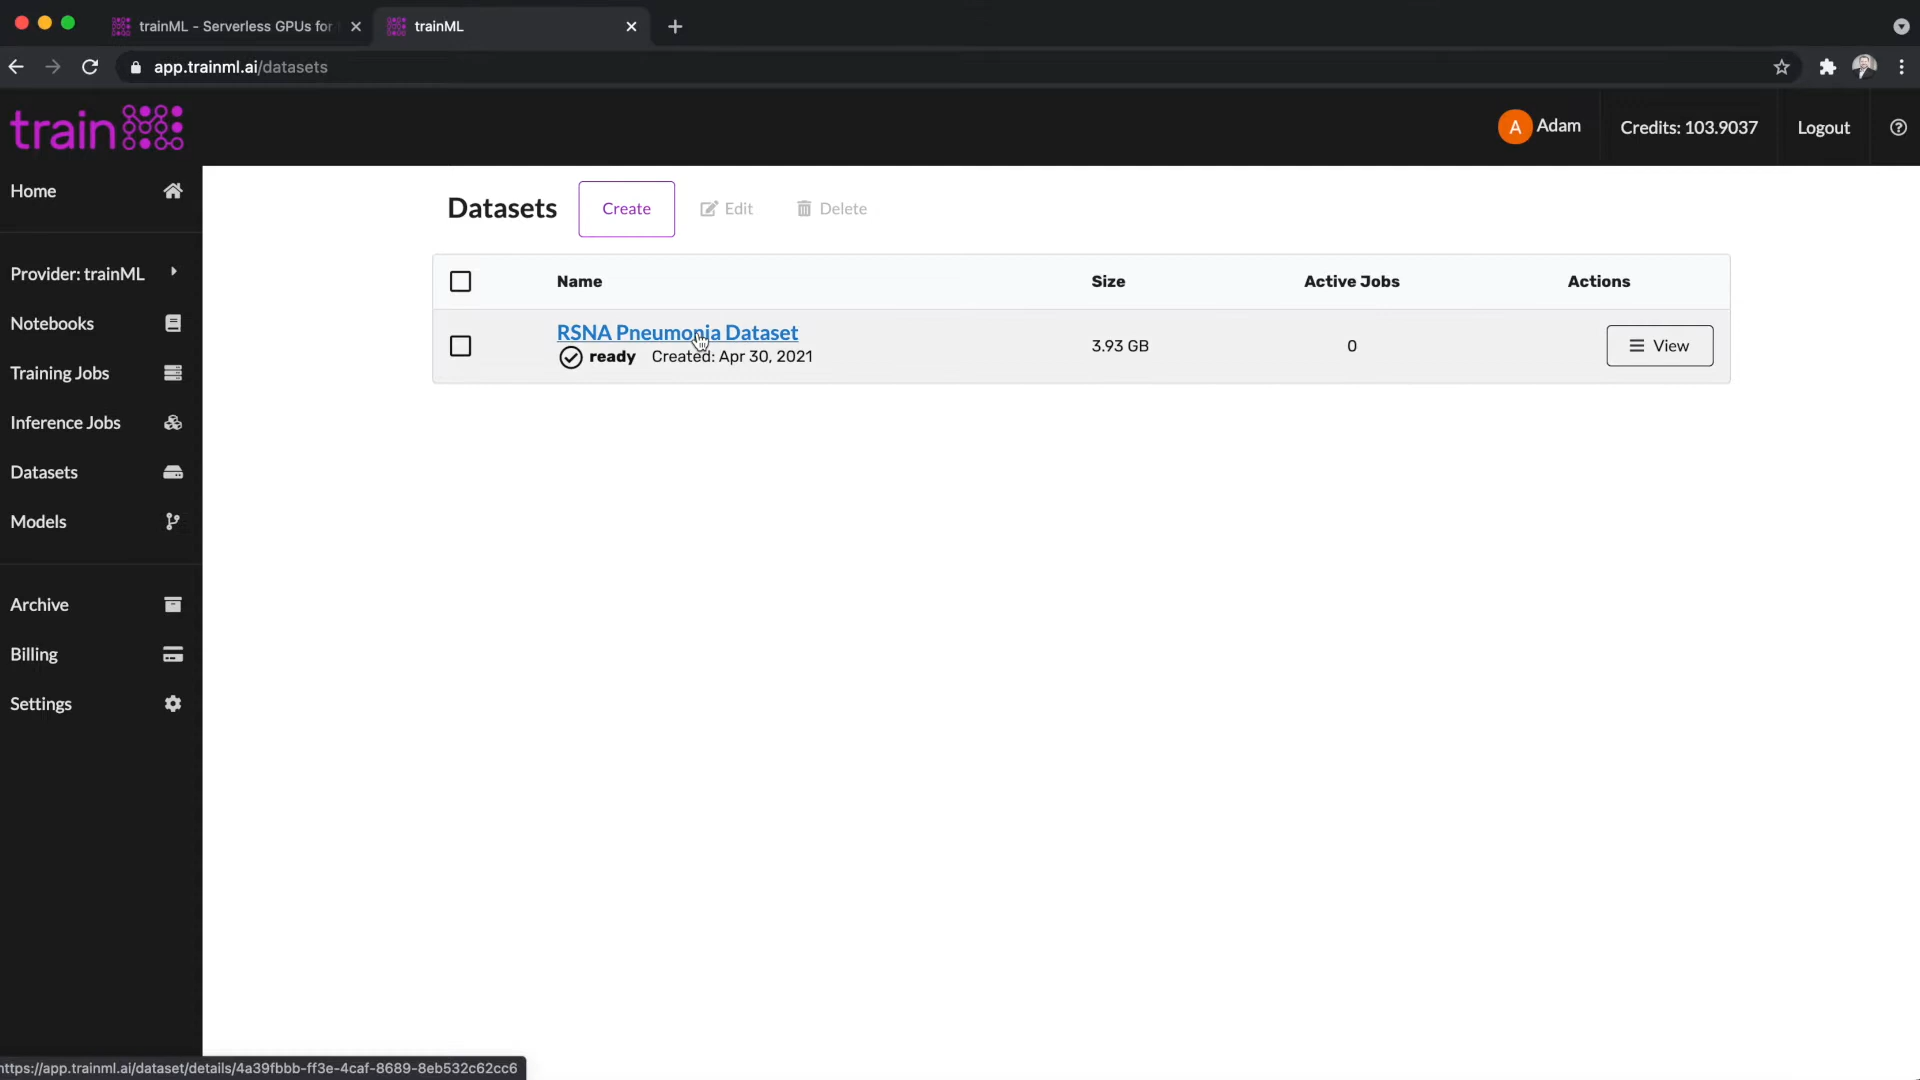 trainML - Serverless GPUs for
trainML
app.trainml.ai/datasets
train
A Adam
Credits: 103.9037
Logout
Home
Provider: trainML
Notebooks
Training Jobs
Inference Jobs
Datasets
Models
Archive
Billing
Settings
Datasets
Create
Edit
Delete
Name Size Active Jobs Actions
RSNA Pneumonia Dataset
ready Created: Apr 30, 2021
3.93 GB
0
View
https://app.trainml.ai/dataset/details/4a39fbbb-ff3e-4caf-8689-8eb532c62cc6